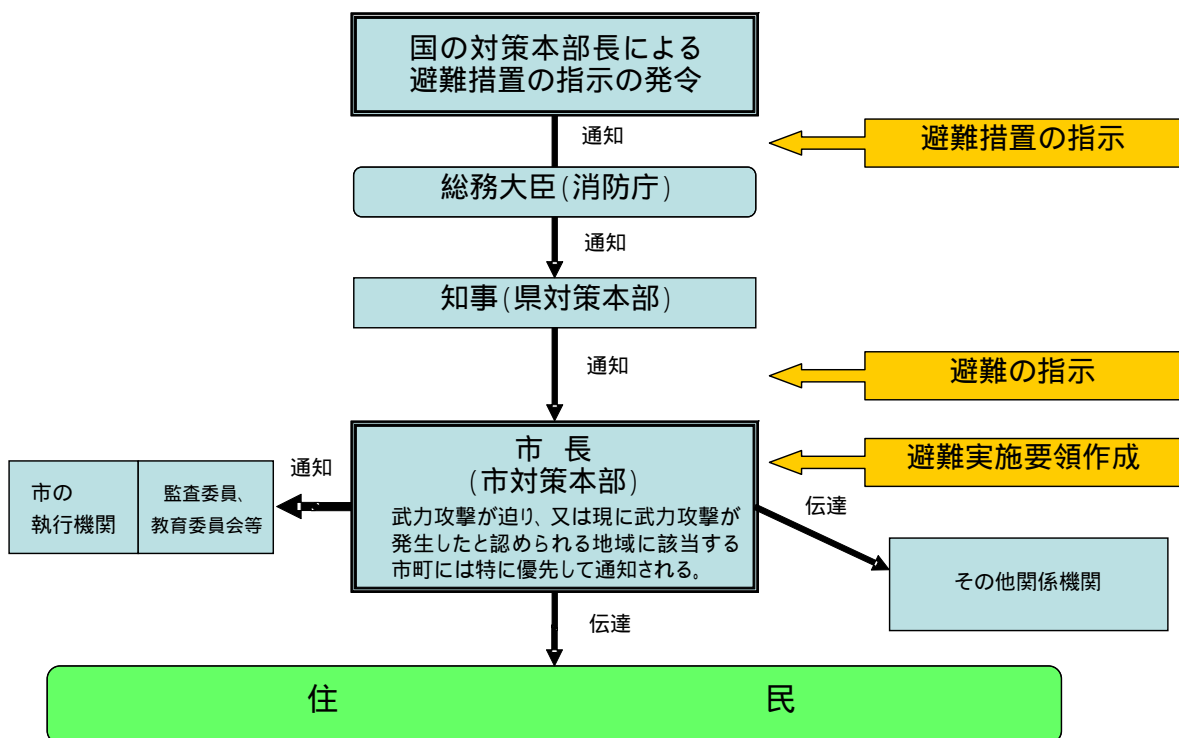 国の対策本部長による
避難措置の指示の発令
通知
避難措置の指示
総務大臣(消防庁)
通知
知事(県対策本部)
通知
避難の指示
市 長
(市対策本部)
武力攻撃が迫り、又は現に武力攻撃が
発生したと認められる地域に該当する
市町には特に優先して通知される。
避難実施要領作成
通知
市の
執行機関
監査委員、
教育委員会等
伝達
その他関係機関
伝達
住 民